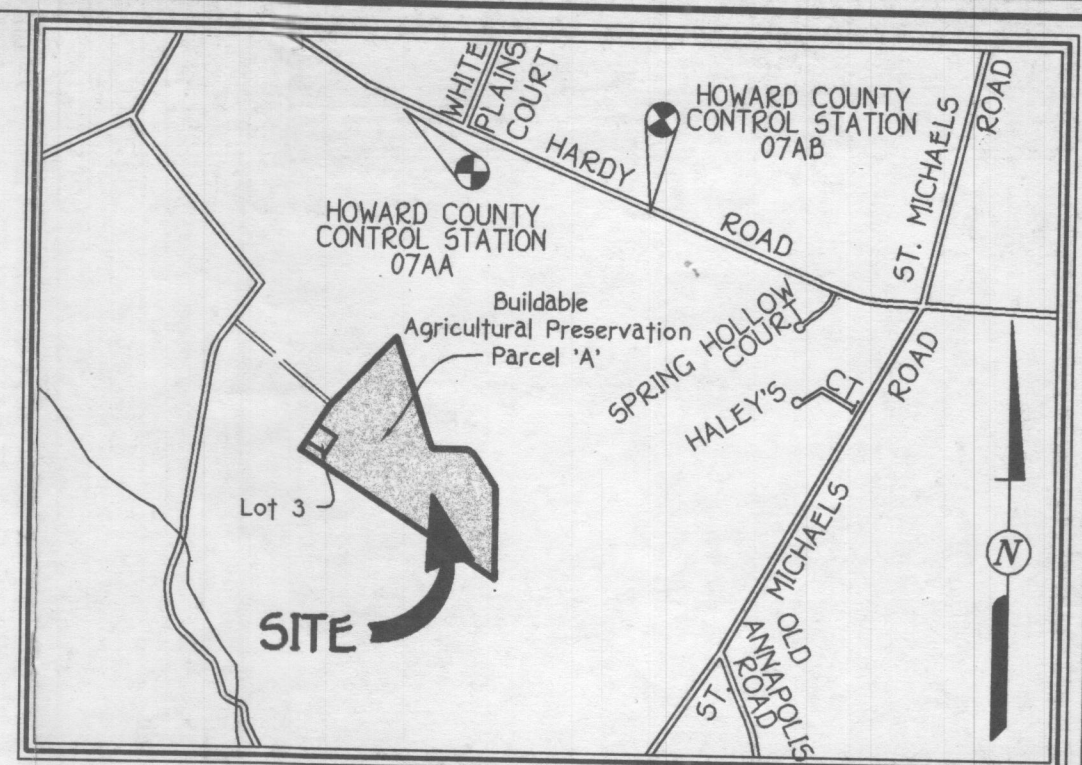 WHITE
PLAINS
COURT
HOWARD COUNTY
CONTROL STATION
07AB
HARDY
ROAD
ST. MICHAELS
ROAD
HOWARD COUNTY
CONTROL STATION
07AA
Buildable
Agricultural Preservation
Parcel 'A'
SPRING HOLLOW
COURT
HALEY'S
CT
ROAD
Lot 3
SITE
N
ST. MICHAELS
OLD
ANNAPOLIS
ROAD